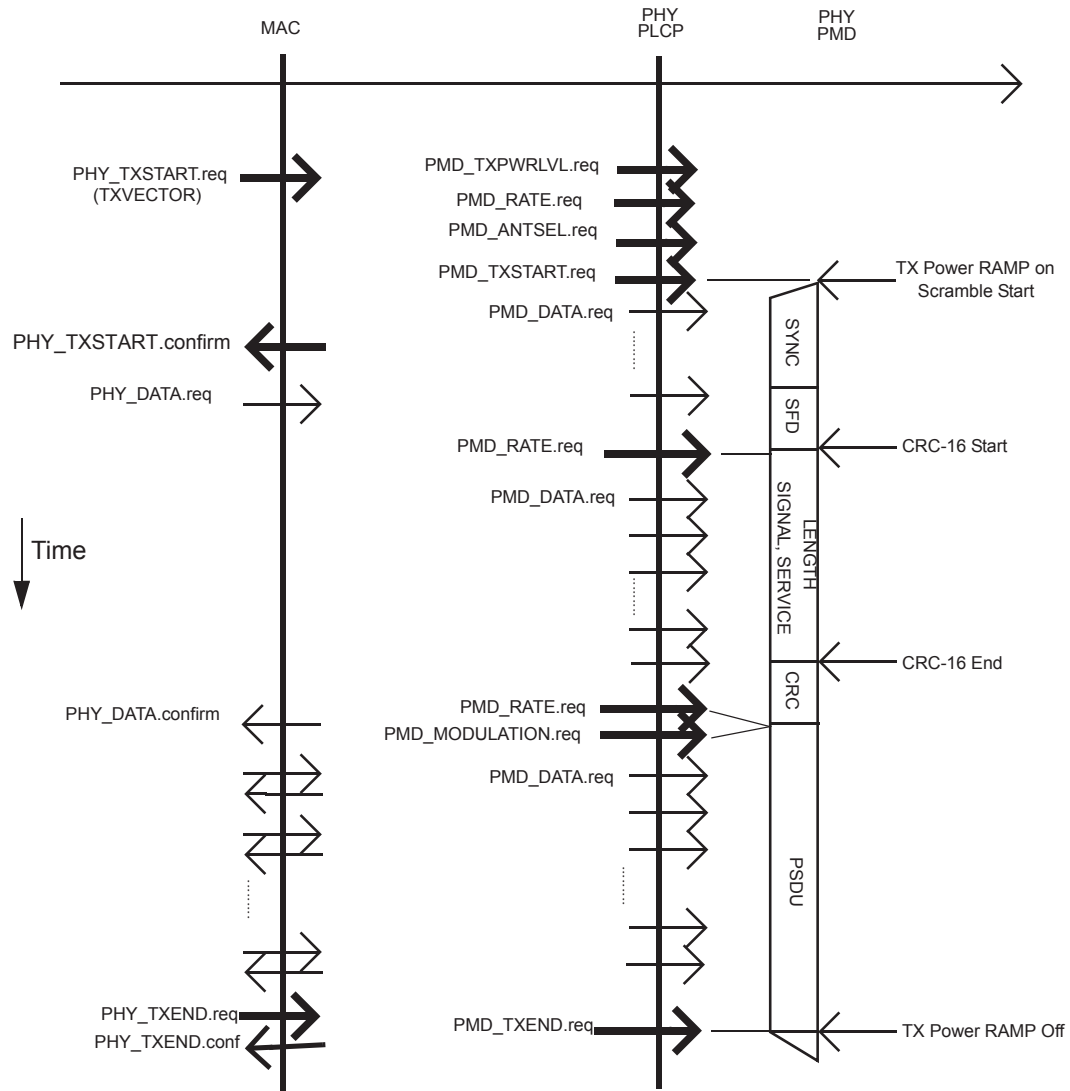 MAC
PHY
PLCP
PHY
PMD
PHY_TXSTART.req
(TXVECTOR)
PMD_TXPWRLVL.req
PMD_RATE.req
PMD_ANTSEL.req
PMD_TXSTART.req
TX Power RAMP on
Scramble Start
PMD_DATA.req
SYNC
PHY_TXSTART.confirm
PHY_DATA.req
SFD
PMD_RATE.req
CRC-16 Start
PMD_DATA.req
LENGTH
SIGNAL, SERVICE
Time
CRC-16 End
CRC
PHY_DATA.confirm
PMD_RATE.req
PMD_MODULATION.req
PMD_DATA.req
PSDU
PHY_TXEND.req
PHY_TXEND.conf
PMD_TXEND.req
TX Power RAMP Off